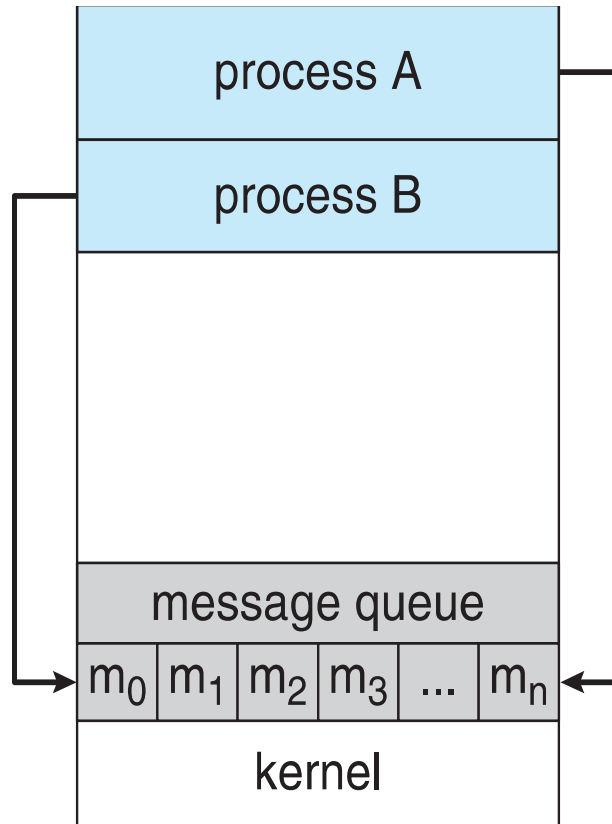 process A
process B
message queue
m₀ m₁ m₂ m₃ ... mₙ
kernel